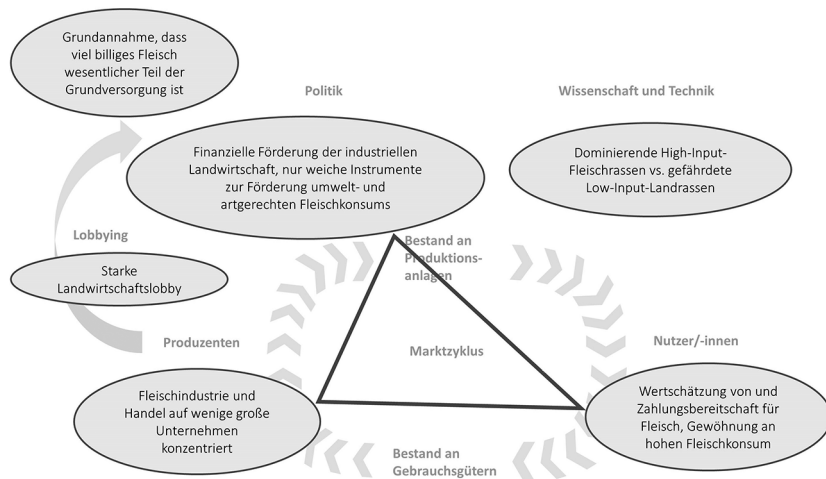 Grundannahme, dass
viel billiges Fleisch
wesentlicher Teil der
Grundversorgung ist
Politik
Wissenschaft und Technik
Finanzielle Förderung der industriellen
Landwirtschaft, nur weiche Instrumente
zur Förderung umwelt- und
artgerechten Fleischkonsums
Dominierende High-Input-
Fleischrassen vs. gefährdete
Low-Input-Landrassen
Lobbying
Starke
Landwirtschaftslobby
Bestand an
Produktions-
anlagen
Produzenten
Marktzyklus
Nutzer/-innen
Fleischindustrie und
Handel auf wenige große
Unternehmen
konzentriert
Wertschätzung von und
Zahlungsbereitschaft für
Fleisch, Gewöhnung an
hohen Fleischkonsum
Bestand an
Gebrauchsgütern